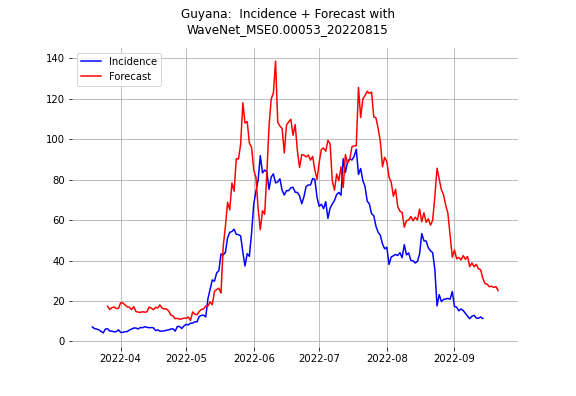 Guyana:  Incidence + Forecast with
WaveNet_MSE0.00053_20220815
Incidence
Forecast
140
120
100
80
60
40
20
0
2022-04 2022-05 2022-06 2022-07 2022-08 2022-09